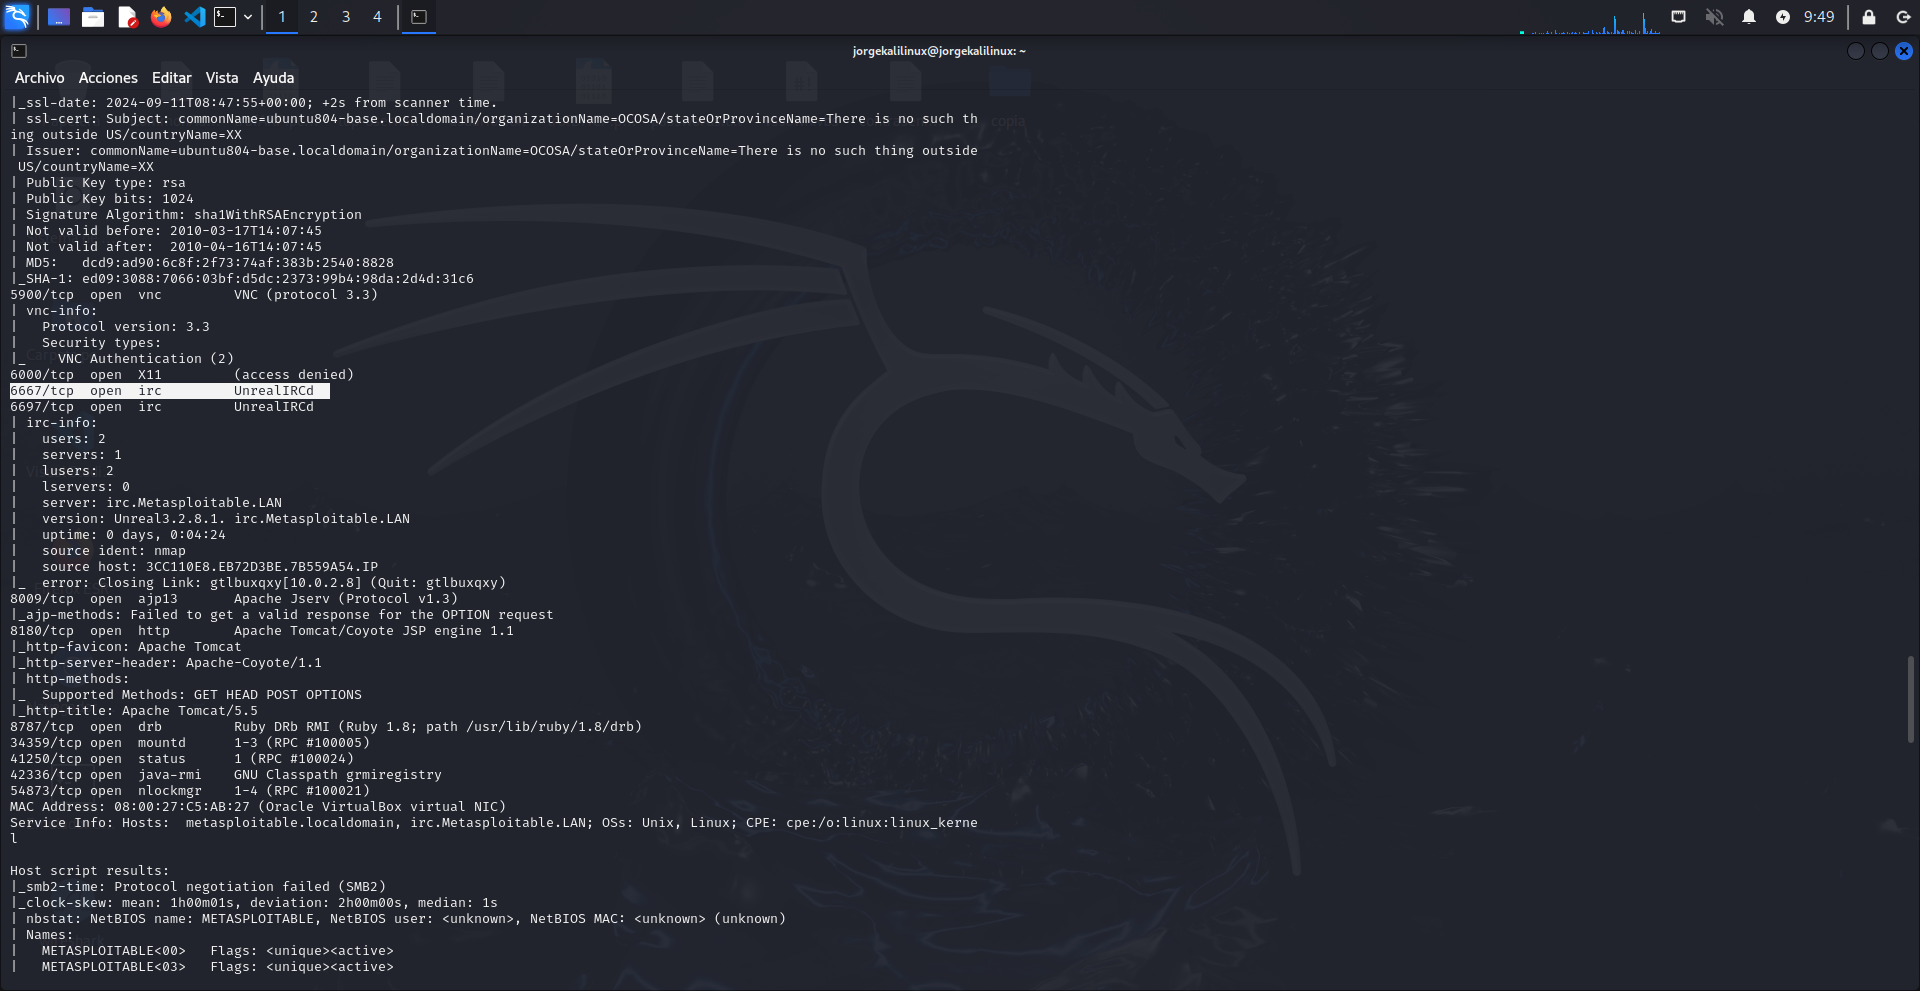 1 2 3 4 9:49
jorgekalilinux@jorgekalilinux: ~
Archivo Acciones Editar Vista Ayuda
|_ssl-date: 2024-09-11T08:47:55+00:00; +2s from scanner time.
| ssl-cert: Subject: commonName=ubuntu804-base.localdomain/organizationName=OCOSA/stateOrProvinceName=There is no such th
ing outside US/countryName=XX
| Issuer: commonName=ubuntu804-base.localdomain/organizationName=OCOSA/stateOrProvinceName=There is no such thing outside
 US/countryName=XX
| Public Key type: rsa
| Public Key bits: 1024
| Signature Algorithm: sha1WithRSAEncryption
| Not valid before: 2010-03-17T14:07:45
| Not valid after:  2010-04-16T14:07:45
| MD5:   dcd9:ad90:6c8f:2f73:74af:383b:2540:8828
|_SHA-1: ed09:3088:7066:03bf:d5dc:2373:99b4:98da:2d4d:31c6
5900/tcp  open  vnc         VNC (protocol 3.3)
| vnc-info:
|   Protocol version: 3.3
|   Security types:
|_    VNC Authentication (2)
6000/tcp  open  X11         (access denied)
6667/tcp  open  irc         UnrealIRCd
6697/tcp  open  irc         UnrealIRCd
| irc-info:
|   users: 2
|   servers: 1
|   lusers: 2
|   lservers: 0
|   server: irc.Metasploitable.LAN
|   version: Unreal3.2.8.1. irc.Metasploitable.LAN
|   uptime: 0 days, 0:04:24
|   source ident: nmap
|   source host: 3CC110E8.EB72D3BE.7B559A54.IP
|_  error: Closing Link: gtlbuxqxy[10.0.2.8] (Quit: gtlbuxqxy)
8009/tcp  open  ajp13       Apache Jserv (Protocol v1.3)
|_ajp-methods: Failed to get a valid response for the OPTION request
8180/tcp  open  http        Apache Tomcat/Coyote JSP engine 1.1
|_http-favicon: Apache Tomcat
|_http-server-header: Apache-Coyote/1.1
| http-methods:
|_  Supported Methods: GET HEAD POST OPTIONS
|_http-title: Apache Tomcat/5.5
8787/tcp  open  drb         Ruby DRb RMI (Ruby 1.8; path /usr/lib/ruby/1.8/drb)
34359/tcp open  mountd      1-3 (RPC #100005)
41250/tcp open  status      1 (RPC #100024)
42336/tcp open  java-rmi    GNU Classpath grmiregistry
54873/tcp open  nlockmgr    1-4 (RPC #100021)
MAC Address: 08:00:27:C5:AB:27 (Oracle VirtualBox virtual NIC)
Service Info: Hosts:  metasploitable.localdomain, irc.Metasploitable.LAN; OSs: Unix, Linux; CPE: cpe:/o:linux:linux_kerne
l
Host script results:
|_smb2-time: Protocol negotiation failed (SMB2)
|_clock-skew: mean: 1h00m01s, deviation: 2h00m00s, median: 1s
| nbstat: NetBIOS name: METASPLOITABLE, NetBIOS user: <unknown>, NetBIOS MAC: <unknown> (unknown)
| Names:
|   METASPLOITABLE<00>   Flags: <unique><active>
|   METASPLOITABLE<03>   Flags: <unique><active>